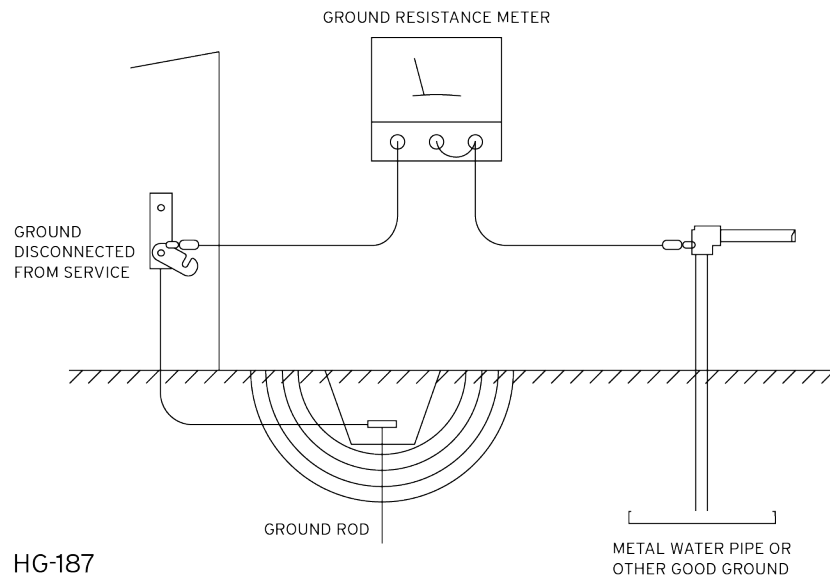 GROUND RESISTANCE METER
GROUND
DISCONNECTED
FROM SERVICE
GROUND ROD
METAL WATER PIPE OR
OTHER GOOD GROUND
HG-187